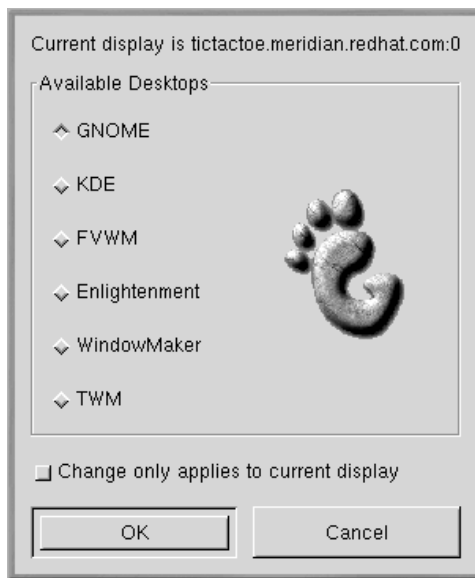 Current display is tictactoe.meridian.redhat.com:0
Available Desktops
GNOME
KDE
FVWM
Enlightenment
WindowMaker
TWM
Change only applies to current display
OK
Cancel